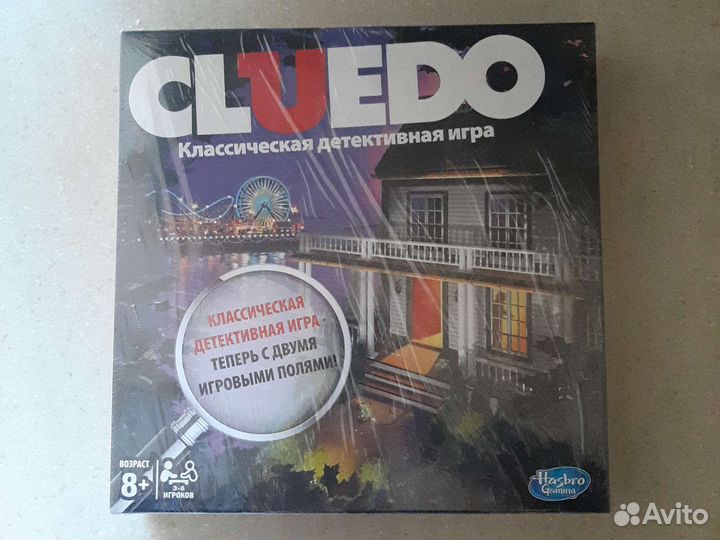 CLUEDO
Классическая детективная игра
КЛАССИЧЕСКАЯ
ДЕТЕКТИВНАЯ ИГРА -
ТЕПЕРЬ С ДВУМЯ
ИГРОВЫМИ ПОЛЯМИ!
ВОЗРАСТ
8+
3-6
ИГРОКОВ
Hasbro
Gaming
Avito